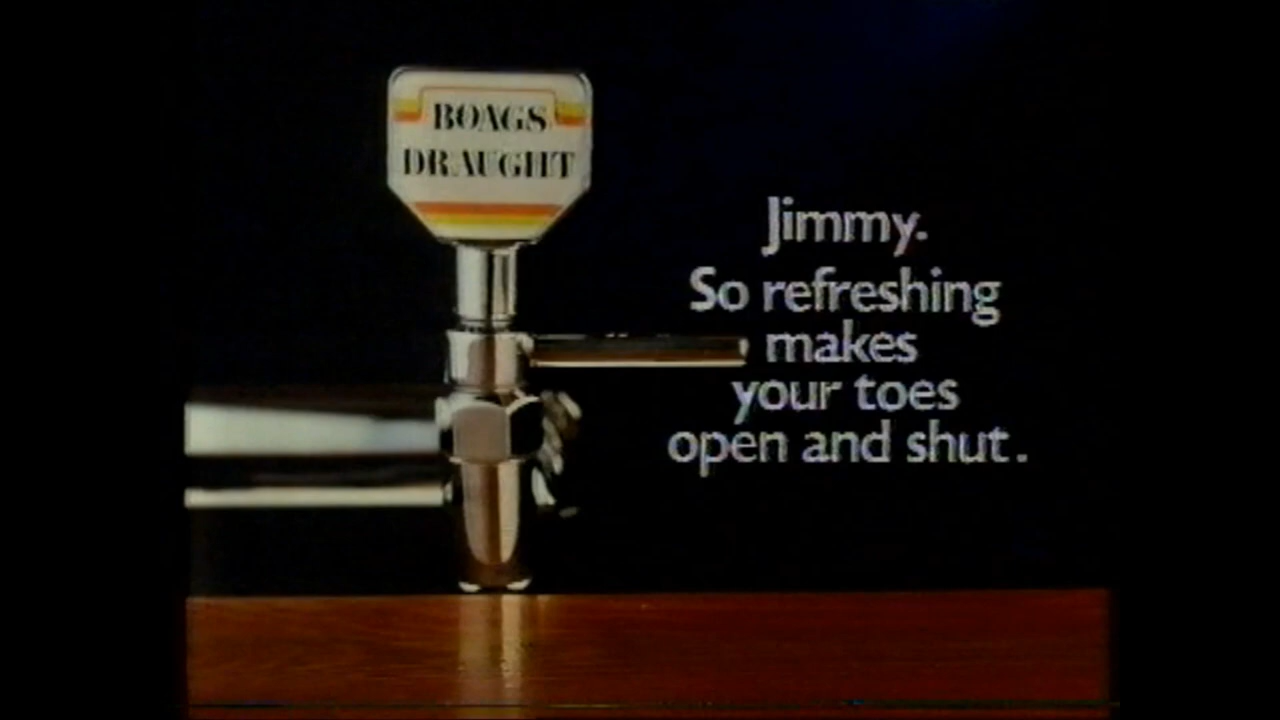 BOAGS
DRAUGHT
Jimmy.
So refreshing
makes
your toes
open and shut.